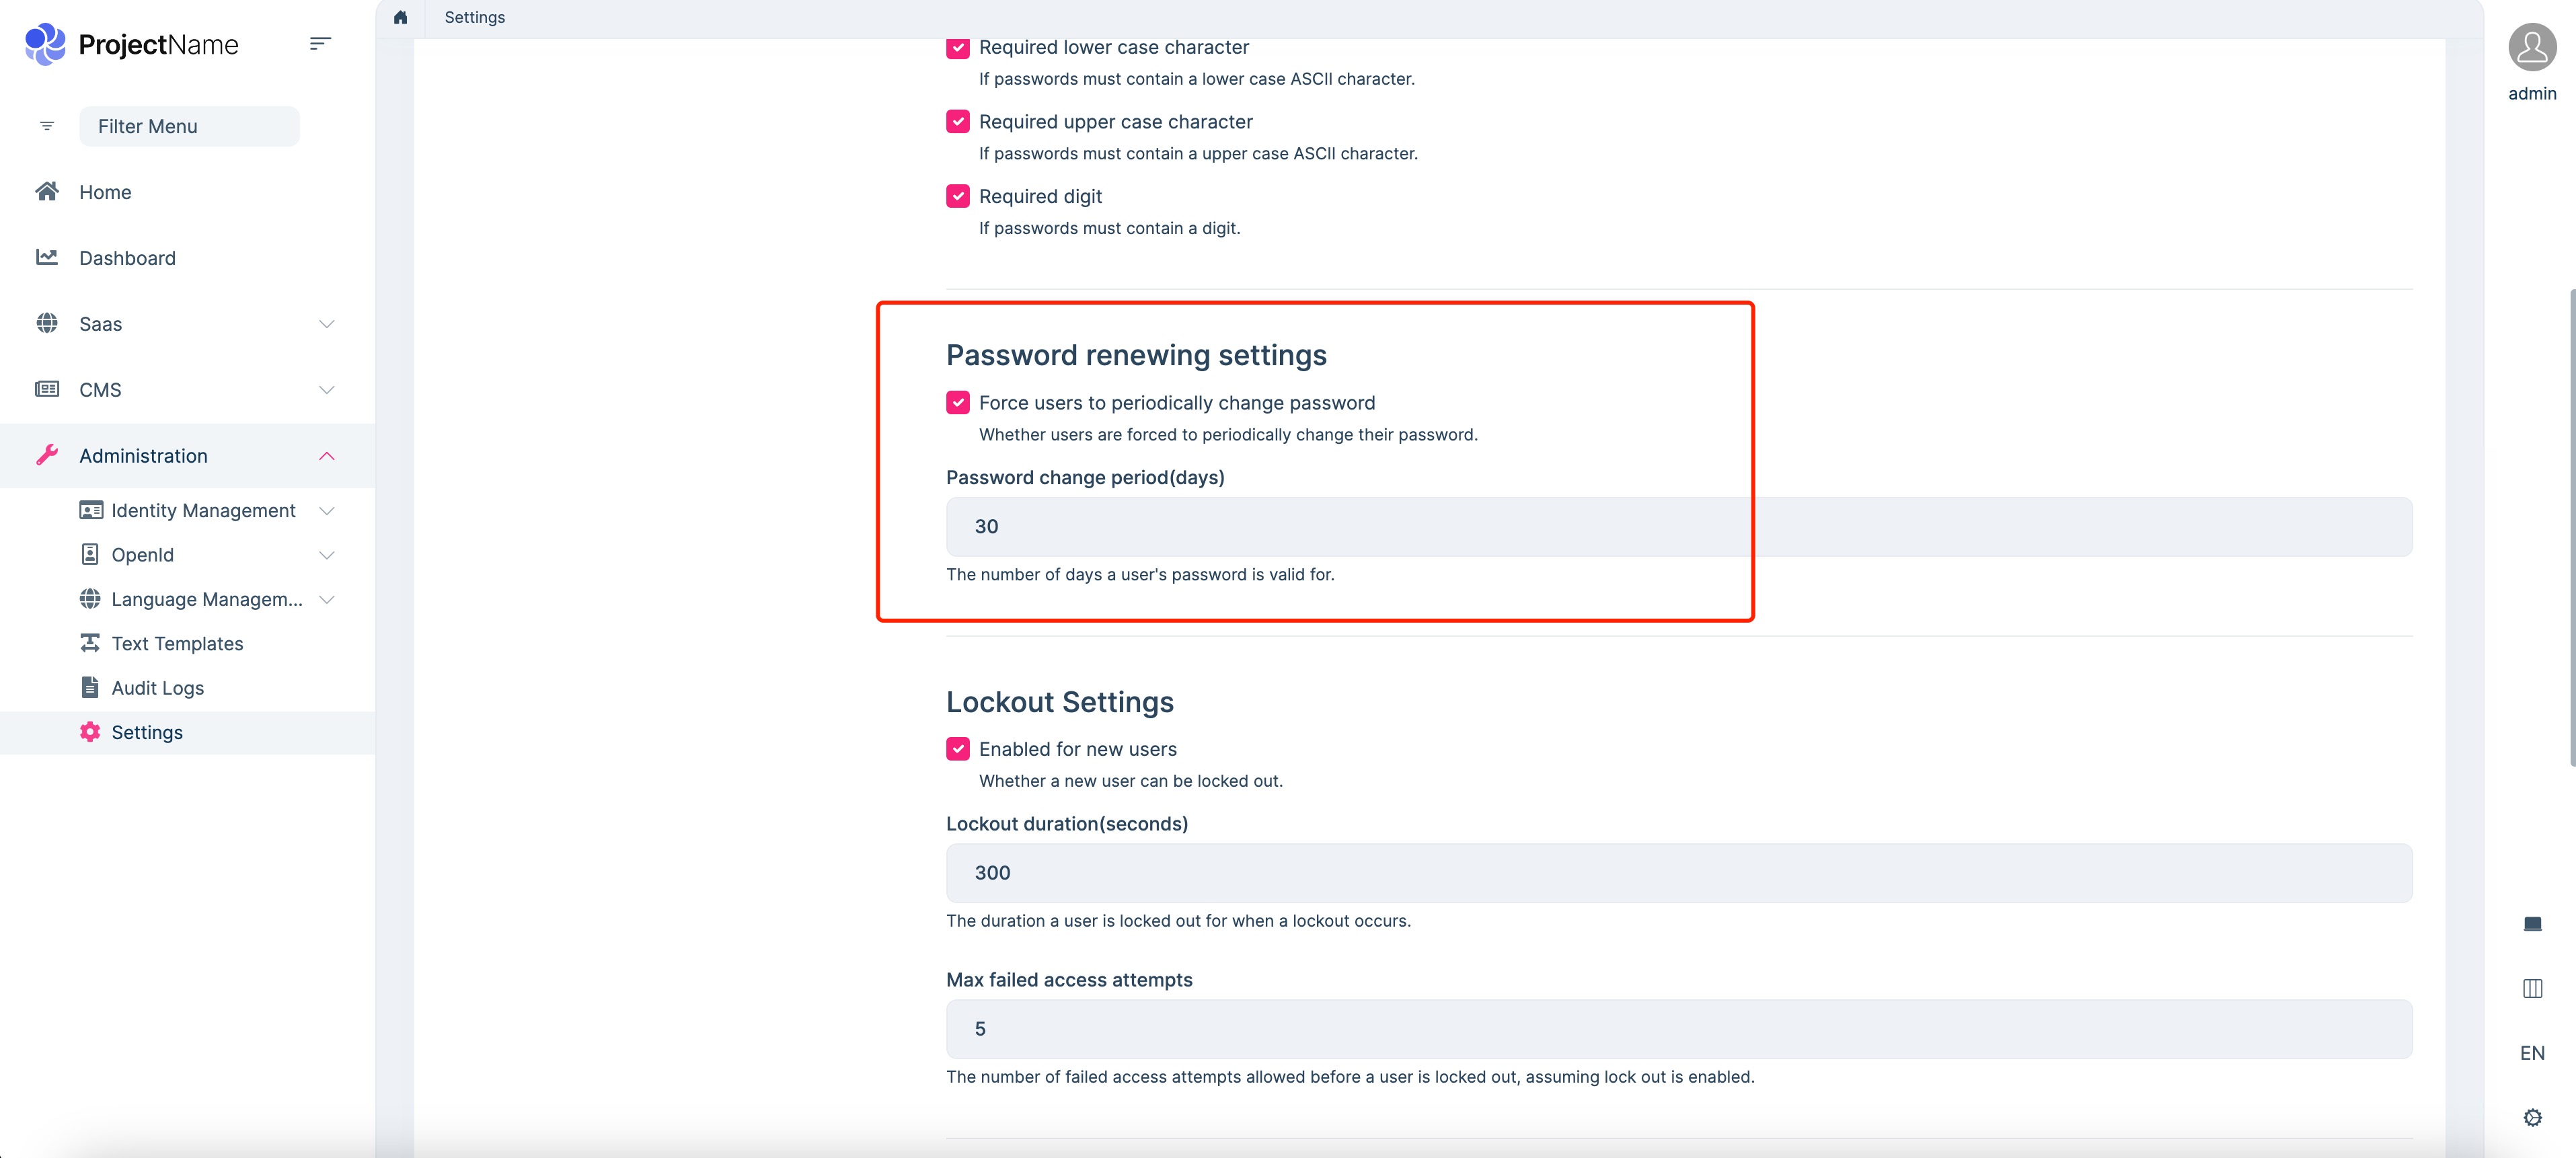 ProjectName
Filter Menu
Home
Dashboard
Saas
CMS
Administration
Identity Management
OpenId
Language Managem...
Text Templates
Audit Logs
Settings
Settings
Required lower case character
If passwords must contain a lower case ASCII character.
Required upper case character
If passwords must contain a upper case ASCII character.
Required digit
If passwords must contain a digit.
Password renewing settings
Force users to periodically change password
Whether users are forced to periodically change their password.
Password change period(days)
30
The number of days a user's password is valid for.
Lockout Settings
Enabled for new users
Whether a new user can be locked out.
Lockout duration(seconds)
300
The duration a user is locked out for when a lockout occurs.
Max failed access attempts
5
The number of failed access attempts allowed before a user is locked out, assuming lock out is enabled.
admin
EN